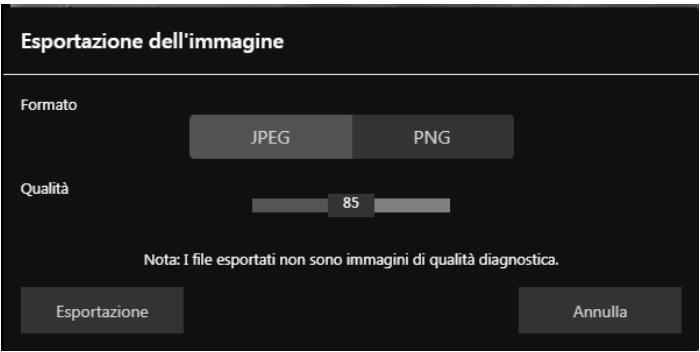 Esportazione dell'immagine
Formato
JPEG PNG
Qualità
85
Nota: I file esportati non sono immagini di qualità diagnostica.
Esportazione Annulla